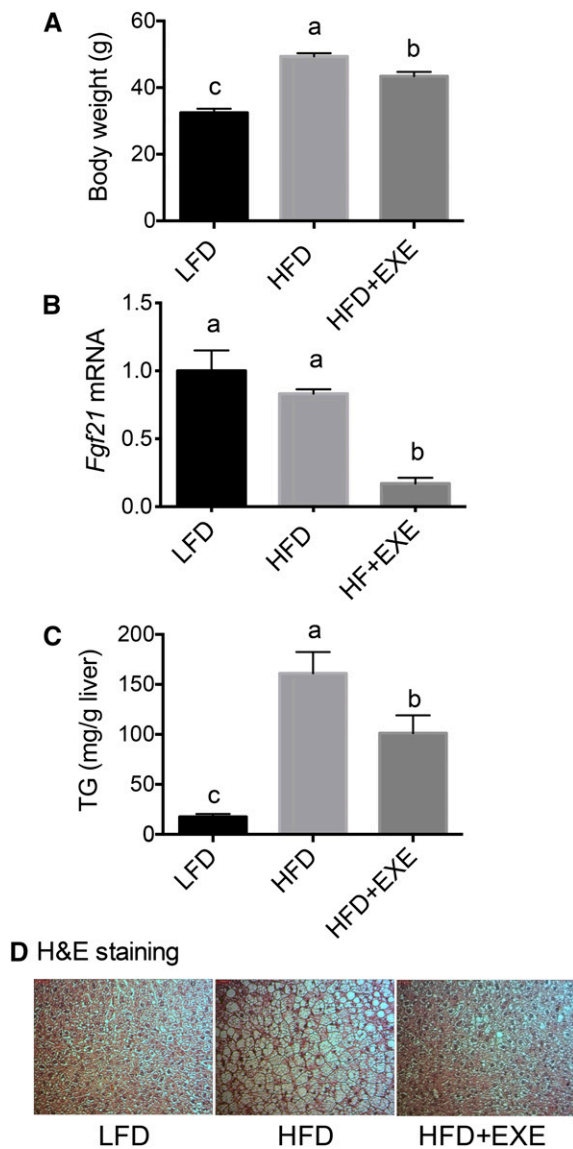 A
Body weight (g)
60
40
20
0
c
a
b
LFD
HFD
HFD+EXE
B
Fgf21 mRNA
1.5
1.0
0.5
0.0
a
a
b
LFD
HFD
HF+EXE
C
TG (mg/g liver)
200
150
100
50
0
c
a
b
LFD
HFD
HFD+EXE
D H&E staining
LFD
HFD
HFD+EXE